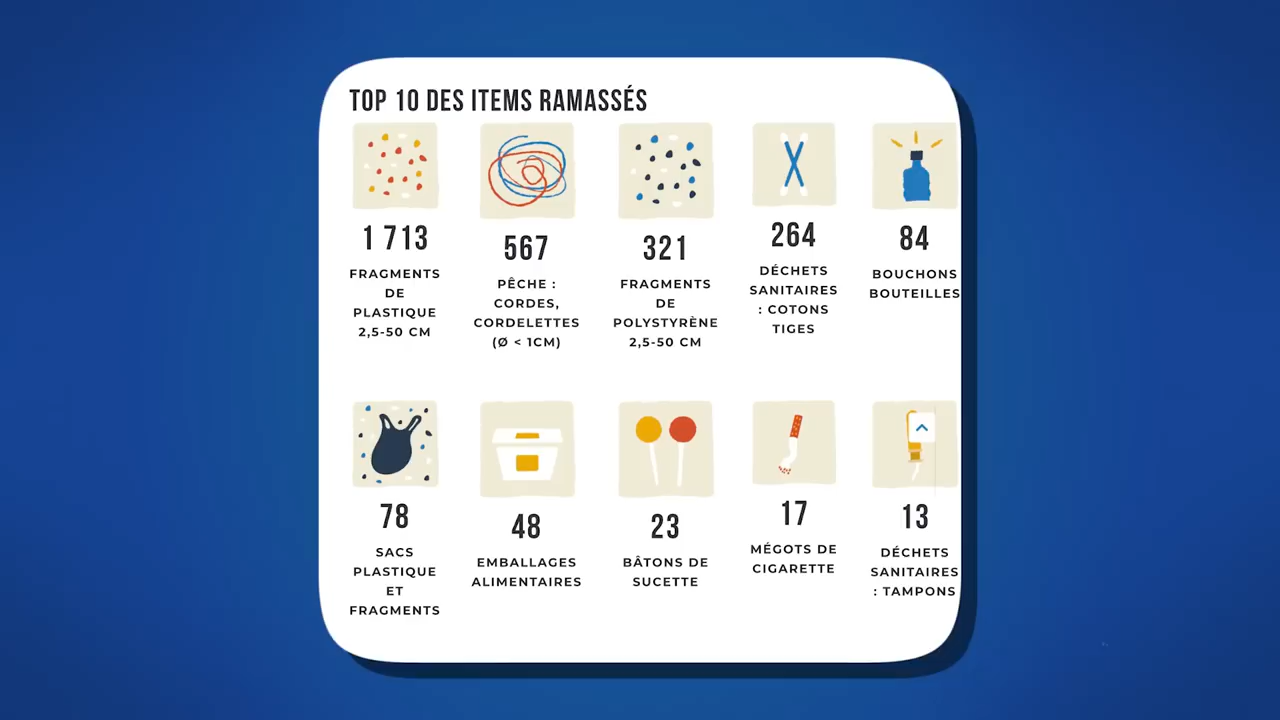 TOP 10 DES ITEMS RAMASSÉS
1 713
FRAGMENTS
DE
PLASTIQUE
2,5-50 CM
567
PÊCHE :
CORDES,
CORDELETTES
(Ø < 1CM)
321
FRAGMENTS
DE
POLYSTYRÈNE
2,5-50 CM
264
DÉCHETS
SANITAIRES
: COTONS
TIGES
84
BOUCHONS
BOUTEILLES
78
SACS
PLASTIQUE
ET
FRAGMENTS
48
EMBALLAGES
ALIMENTAIRES
23
BÂTONS DE
SUCETTE
17
MÉGOTS DE
CIGARETTE
13
DÉCHETS
SANITAIRES
: TAMPONS